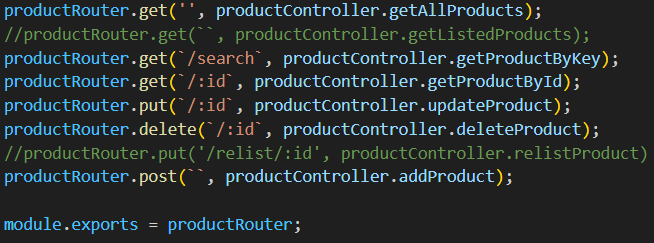 productRouter.get('', productController.getAllProducts);
//productRouter.get(``, productController.getListedProducts);
productRouter.get(`/search`, productController.getProductByKey);
productRouter.get(`/:id`, productController.getProductById);
productRouter.put(`/:id`, productController.updateProduct);
productRouter.delete(`/:id`, productController.deleteProduct);
//productRouter.put('/relist/:id', productController.relistProduct)
productRouter.post(``, productController.addProduct);
module.exports = productRouter;